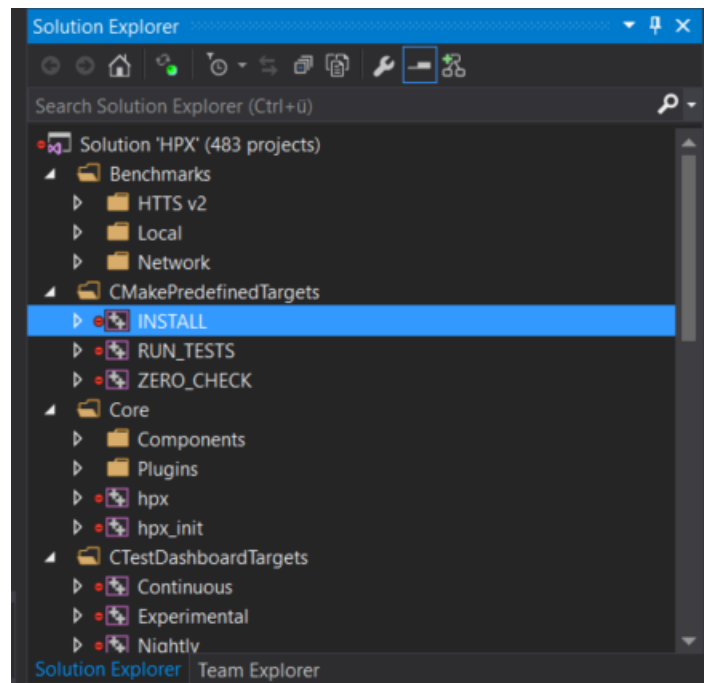 Solution Explorer
Search Solution Explorer (Ctrl+ü)
Solution 'HPX' (483 projects)
Benchmarks
HTTS v2
Local
Network
CMakePredefinedTargets
INSTALL
RUN_TESTS
ZERO_CHECK
Core
Components
Plugins
hpx
hpx_init
CTestDashboardTargets
Continuous
Experimental
Nightly
Solution Explorer Team Explorer